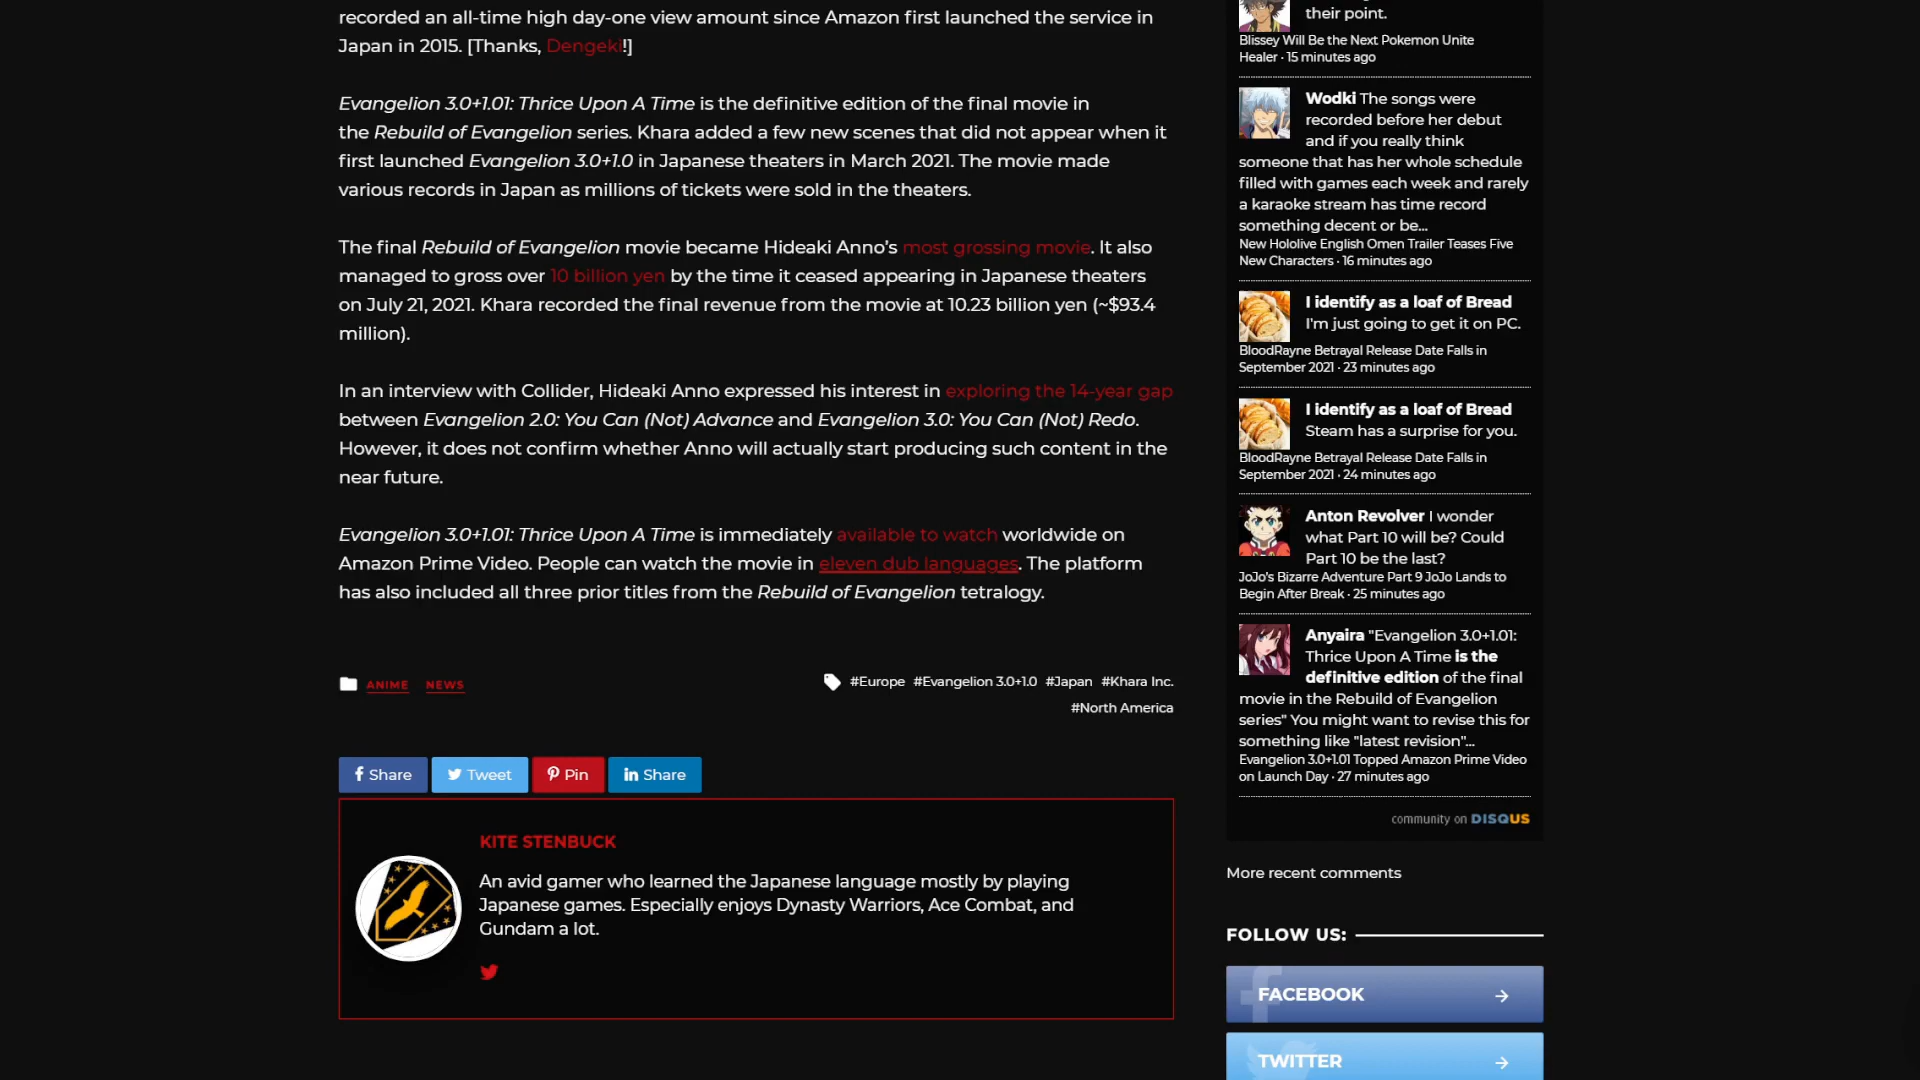 recorded an all-time high day-one view amount since Amazon first launched the service in
Japan in 2015. [Thanks, Dengeki!]
Evangelion 3.0+1.01: Thrice Upon A Time is the definitive edition of the final movie in
the Rebuild of Evangelion series. Khara added a few new scenes that did not appear when it
first launched Evangelion 3.0+1.0 in Japanese theaters in March 2021. The movie made
various records in Japan as millions of tickets were sold in the theaters.
The final Rebuild of Evangelion movie became Hideaki Anno’s most grossing movie. It also
managed to gross over 10 billion yen by the time it ceased appearing in Japanese theaters
on July 21, 2021. Khara recorded the final revenue from the movie at 10.23 billion yen (~$93.4
million).
In an interview with Collider, Hideaki Anno expressed his interest in exploring the 14-year gap
between Evangelion 2.0: You Can (Not) Advance and Evangelion 3.0: You Can (Not) Redo.
However, it does not confirm whether Anno will actually start producing such content in the
near future.
Evangelion 3.0+1.01: Thrice Upon A Time is immediately available to watch worldwide on
Amazon Prime Video. People can watch the movie in eleven dub languages. The platform
has also included all three prior titles from the Rebuild of Evangelion tetralogy.
ANIME NEWS
#Europe #Evangelion 3.0+1.0 #Japan #Khara Inc.
#North America
Share Tweet Pin Share
KITE STENBUCK
An avid gamer who learned the Japanese language mostly by playing
Japanese games. Especially enjoys Dynasty Warriors, Ace Combat, and
Gundam a lot.
their point.
Blissey Will Be the Next Pokemon Unite
Healer · 15 minutes ago
Wodki The songs were
recorded before her debut
and if you really think
someone that has her whole schedule
filled with games each week and rarely
a karaoke stream has time record
something decent or be...
New Hololive English Omen Trailer Teases Five
New Characters · 16 minutes ago
I identify as a loaf of Bread
I'm just going to get it on PC.
BloodRayne Betrayal Release Date Falls in
September 2021 · 23 minutes ago
I identify as a loaf of Bread
Steam has a surprise for you.
BloodRayne Betrayal Release Date Falls in
September 2021 · 24 minutes ago
Anton Revolver I wonder
what Part 10 will be? Could
Part 10 be the last?
JoJo’s Bizarre Adventure Part 9 JoJo Lands to
Begin After Break · 25 minutes ago
Anyaira "Evangelion 3.0+1.01:
Thrice Upon A Time is the
definitive edition of the final
movie in the Rebuild of Evangelion
series" You might want to revise this for
something like "latest revision"...
Evangelion 3.0+1.01 Topped Amazon Prime Video
on Launch Day · 27 minutes ago
community on DISQUS
More recent comments
FOLLOW US:
FACEBOOK
TWITTER